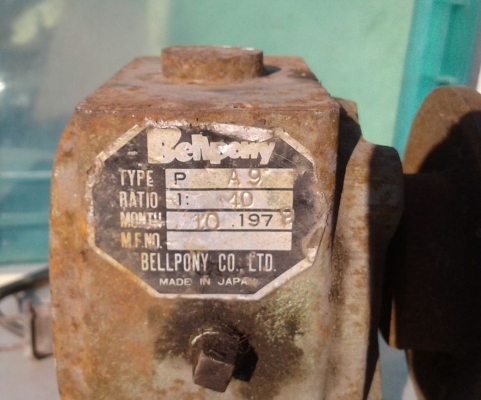 Bellpony
TYPE P A9
RATIO 1: 40
MONTH 10 .197
M.F.NO.
BELLPONY CO., LTD.
MADE IN JAPAN